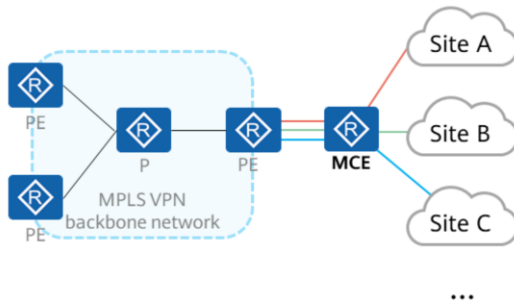 Site A
R
PE
R
P
R
PE
R
MCE
Site B
R
PE
MPLS VPN
backbone network
Site C
...